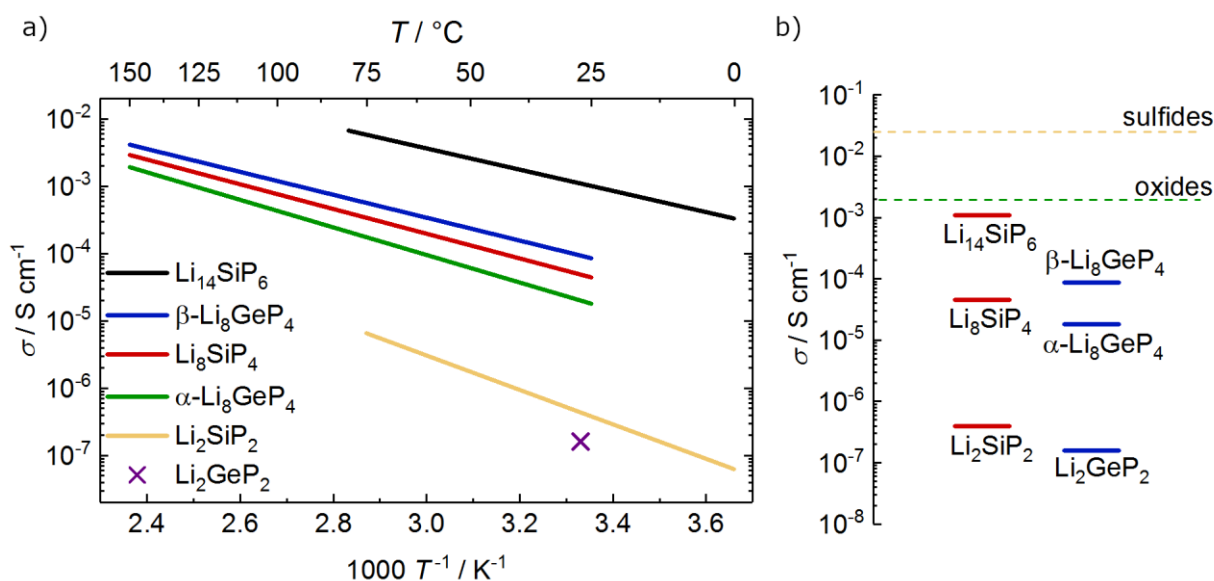 a)
T / °C
150 125 100 75 50 25 0
10⁻²
10⁻³
10⁻⁴
10⁻⁵
10⁻⁶
10⁻⁷
σ / S cm⁻¹
Li₁₄SiP₆
β-Li₈GeP₄
Li₈SiP₄
α-Li₈GeP₄
Li₂SiP₂
Li₂GeP₂
2.4 2.6 2.8 3.0 3.2 3.4 3.6
1000 T⁻¹ / K⁻¹
b)
10⁻¹
10⁻²
10⁻³
10⁻⁴
10⁻⁵
10⁻⁶
10⁻⁷
10⁻⁸
σ / S cm⁻¹
sulfides
oxides
Li₁₄SiP₆
β-Li₈GeP₄
Li₈SiP₄
α-Li₈GeP₄
Li₂SiP₂
Li₂GeP₂